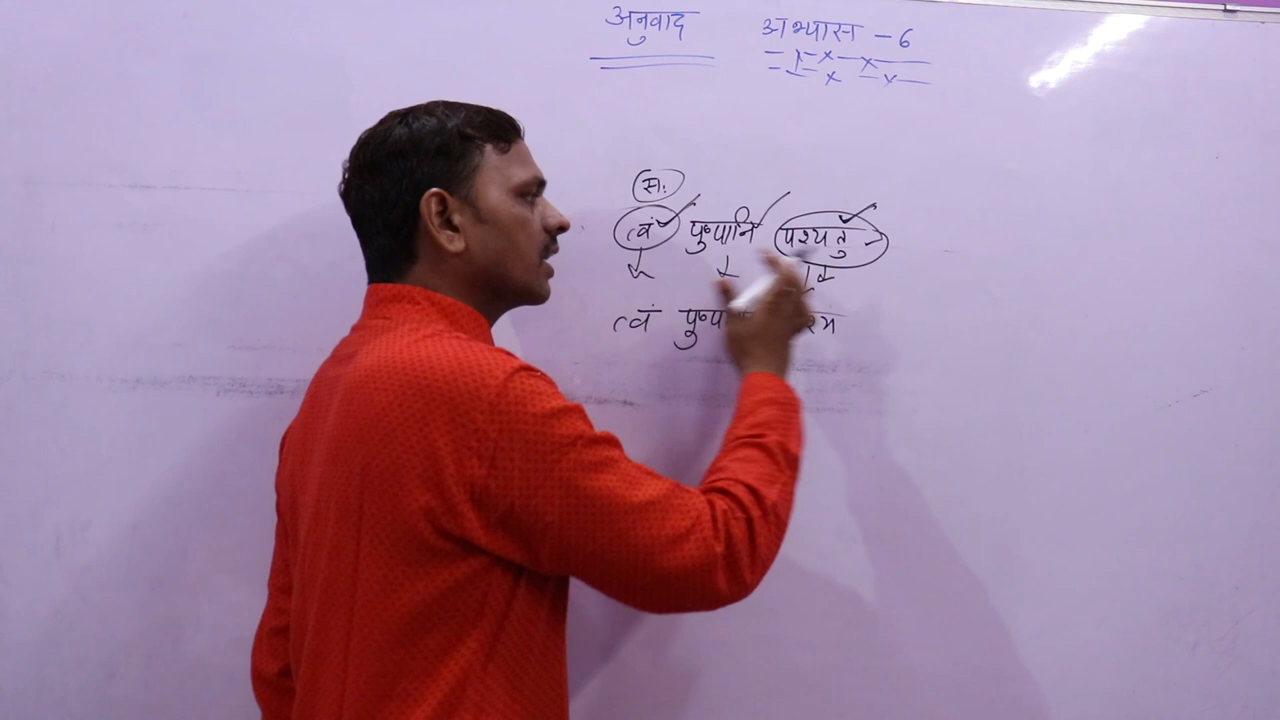 अनुवाद अभ्यास - 6
सः
त्वं पुष्पानि पश्यतु
त्वं